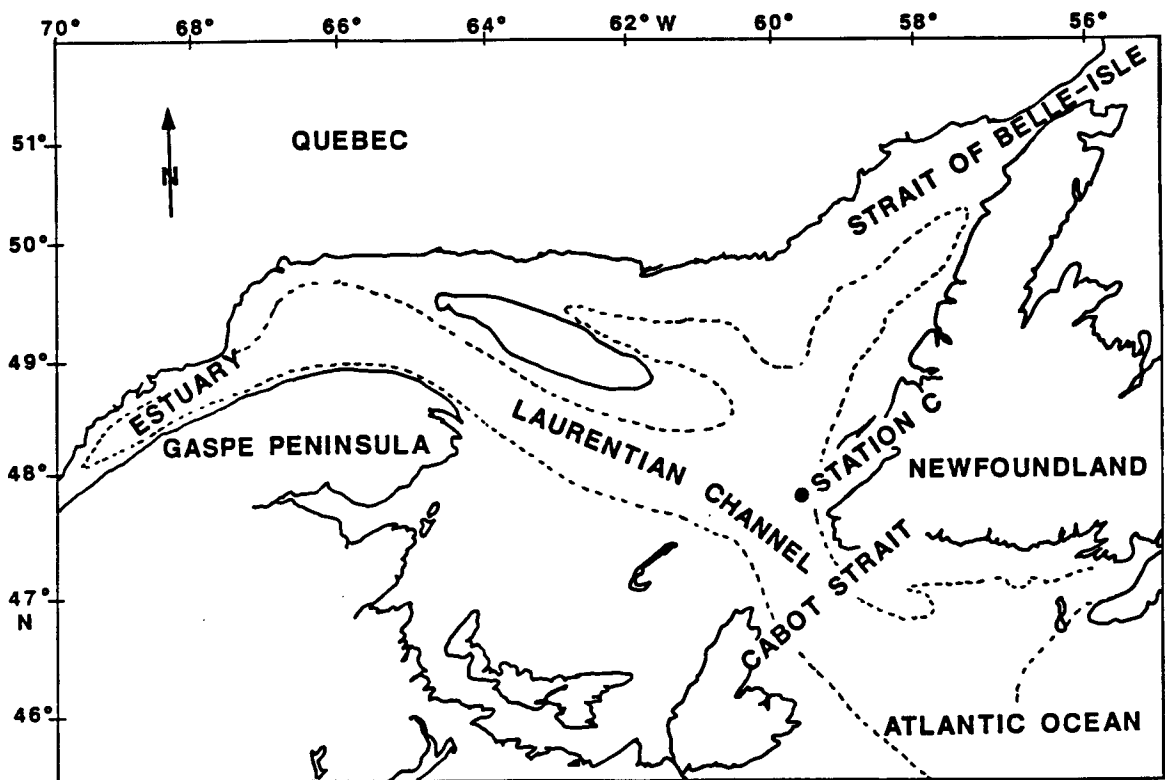 70° 68° 66° 64° 62° W 60° 58° 56°
51°
QUEBEC
N
STRAIT OF BELLE-ISLE
50°
49°
ESTUARY
LAURENTIAN CHANNEL
GASPE PENINSULA
STATION C
48°
NEWFOUNDLAND
CABOT STRAIT
47°
N
46°
ATLANTIC OCEAN